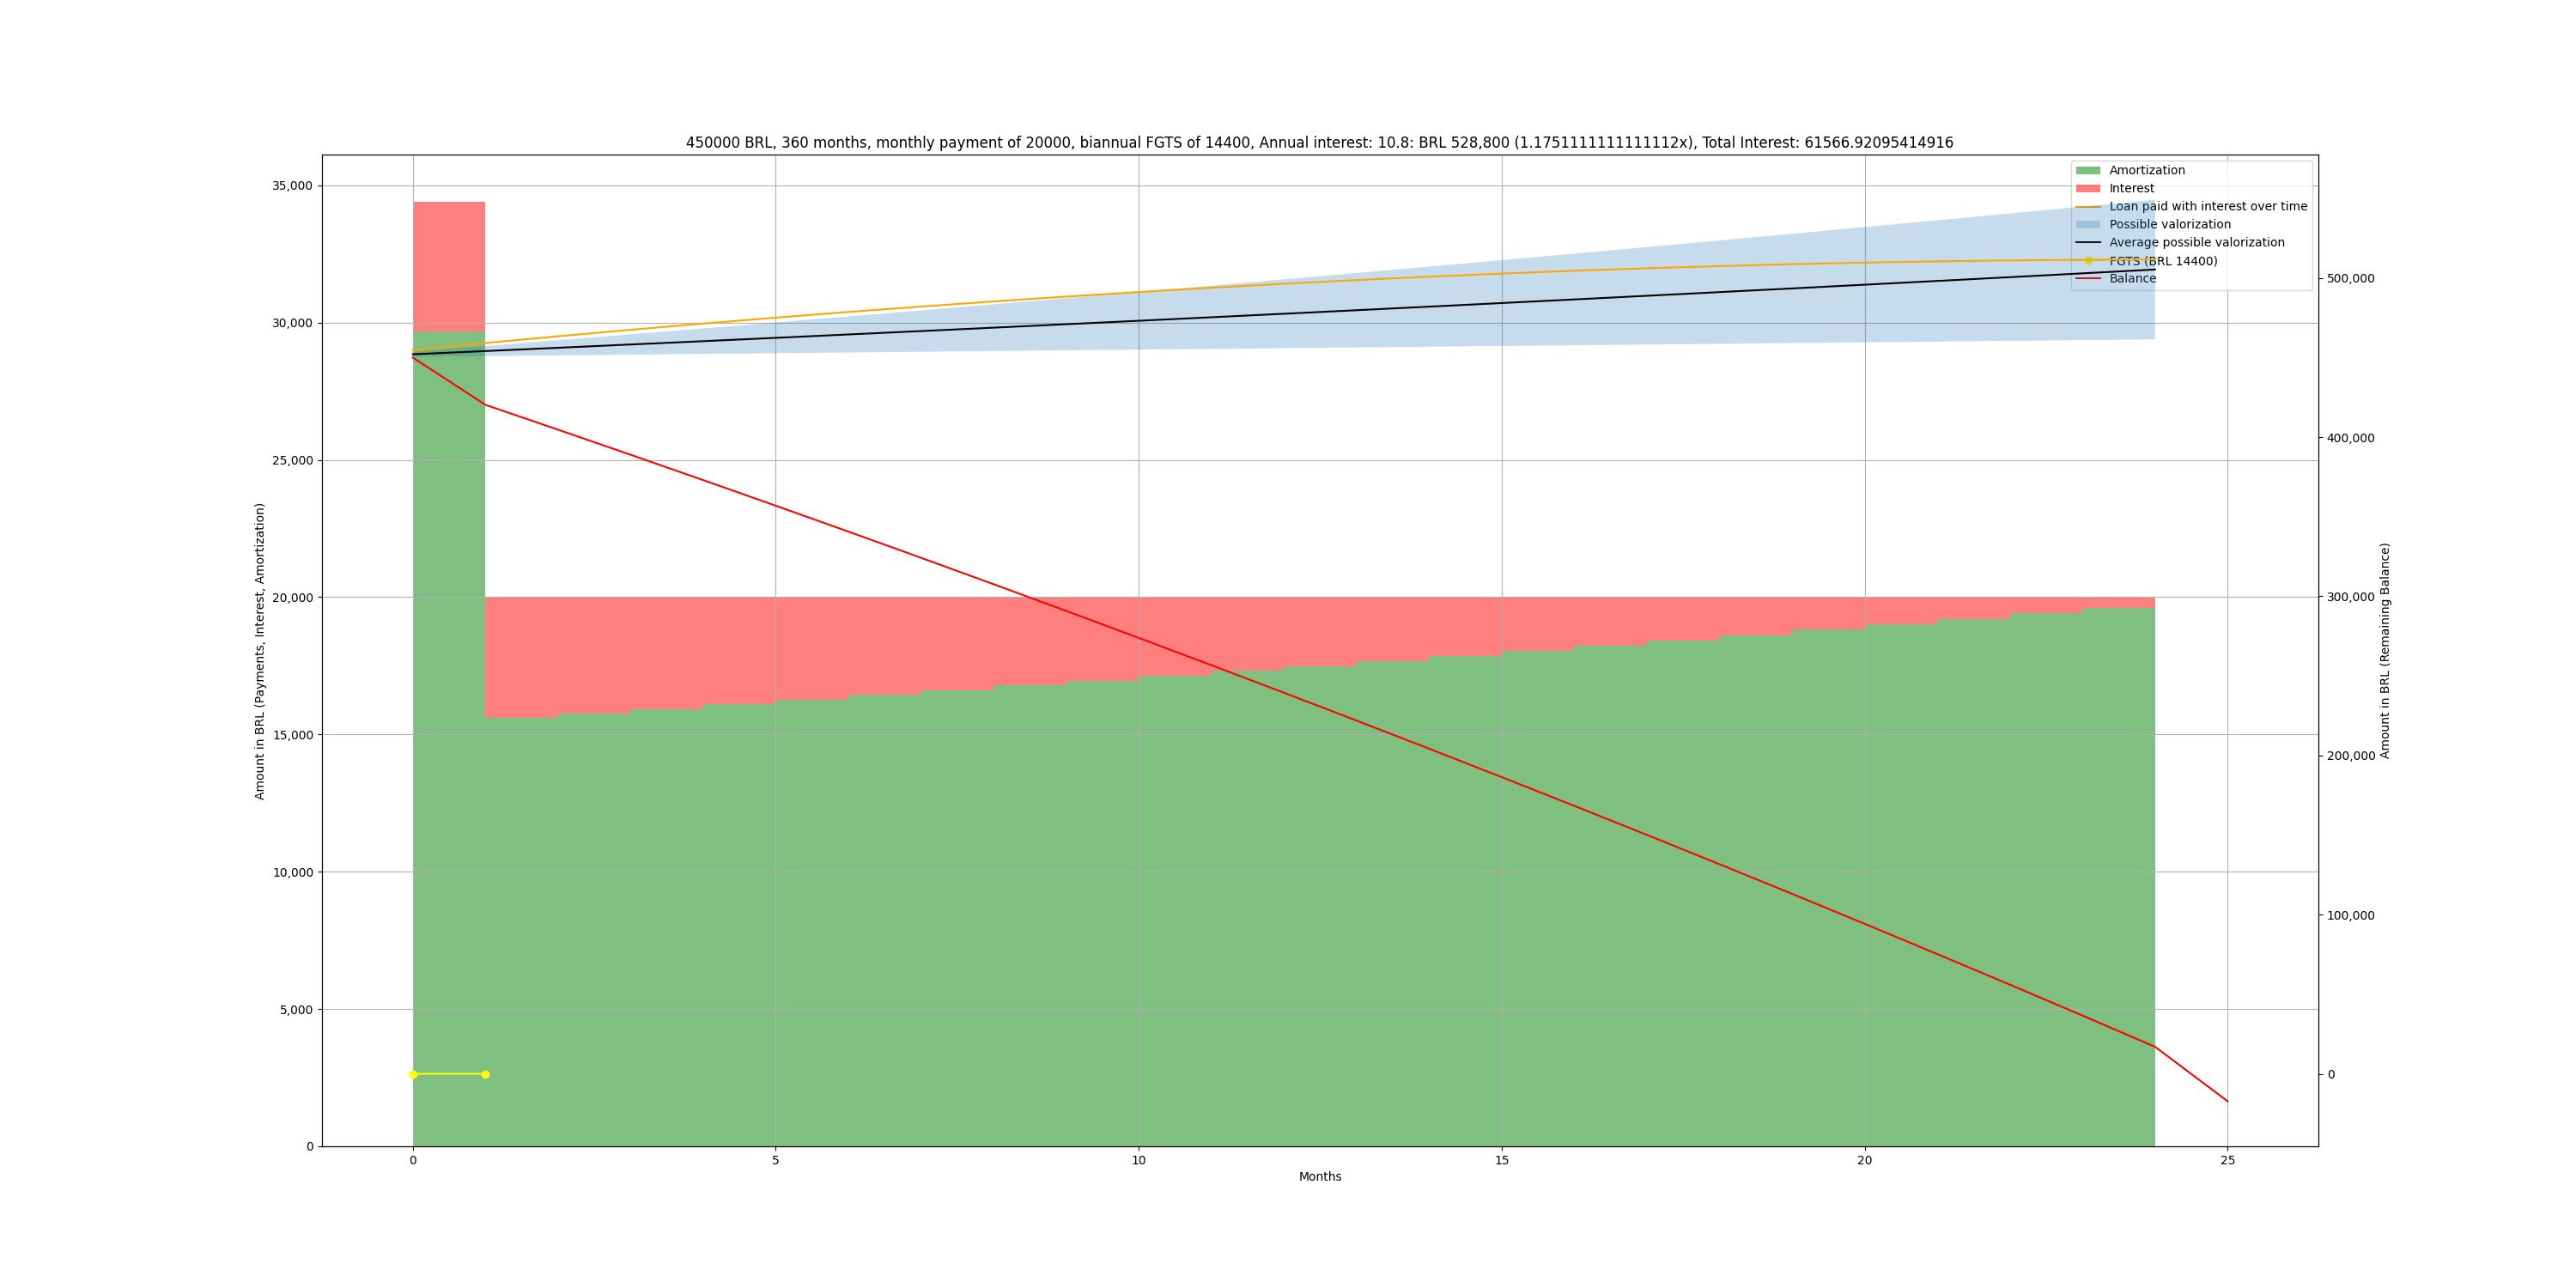 450000 BRL, 360 months, monthly payment of 20000, biannual FGTS of 14400, Annual interest: 10.8: BRL 528,800 (1.1751111111111112x), Total Interest: 61566.92095414916
Amortization
Interest
Loan paid with interest over time
Possible valorization
Average possible valorization
FGTS (BRL 14400)
Balance
35,000
30,000
25,000
20,000
15,000
10,000
5,000
0
Amount in BRL (Payments, Interest, Amortization)
500,000
400,000
300,000
200,000
100,000
0
Amount in BRL (Remaining Balance)
0
5
10
15
20
25
Months